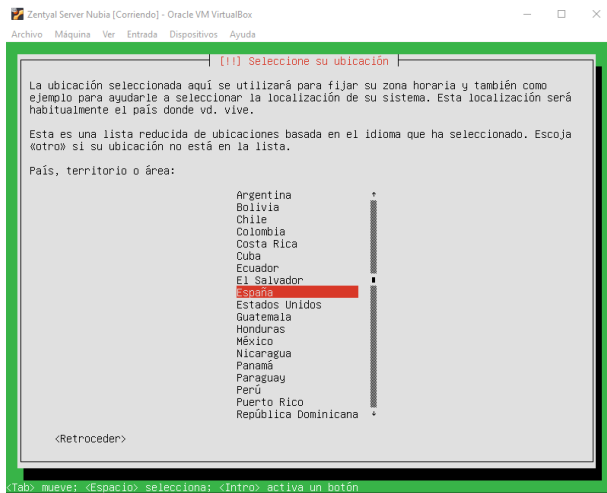 Zentyal Server Nubia [Corriendo] - Oracle VM VirtualBox
Archivo Máquina Ver Entrada Dispositivos Ayuda
[!!] Seleccione su ubicación
La ubicación seleccionada aquí se utilizará para fijar su zona horaria y también como
ejemplo para ayudarle a seleccionar la localización de su sistema. Esta localización será
habitualmente el país donde vd. vive.
Esta es una lista reducida de ubicaciones basada en el idioma que ha seleccionado. Escoja
«otro» si su ubicación no está en la lista.
País, territorio o área:
Argentina
Bolivia
Chile
Colombia
Costa Rica
Cuba
Ecuador
El Salvador
España
Estados Unidos
Guatemala
Honduras
México
Nicaragua
Panamá
Paraguay
Perú
Puerto Rico
República Dominicana
<Retroceder>
<Tab> mueve; <Espacio> selecciona; <Intro> activa un botón